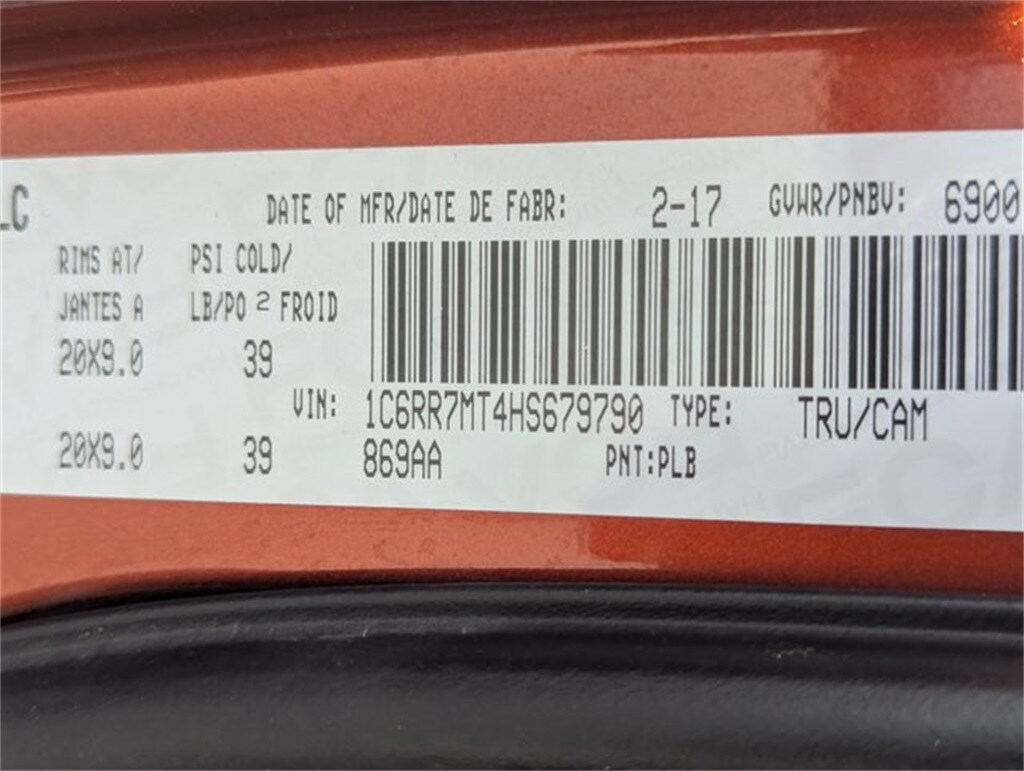 LC
DATE OF MFR/DATE DE FABR: 2-17 GVWR/PNBV: 6900
RIMS AT/ PSI COLD/
JANTES A LB/PO 2 FROID
20X9.0 39
VIN: 1C6RR7MT4HS679790 TYPE: TRU/CAM
20X9.0 39 869AA PNT:PLB